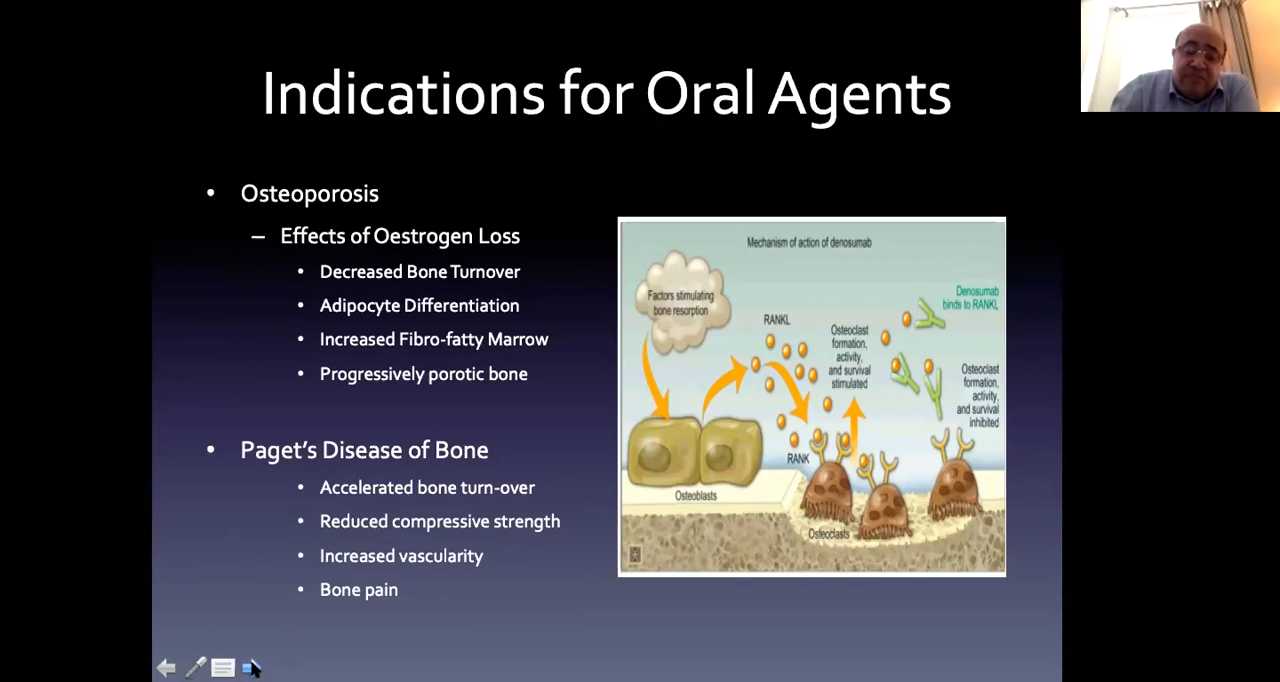 Indications for Oral Agents
• Osteoporosis
– Effects of Oestrogen Loss
• Decreased Bone Turnover
• Adipocyte Differentiation
• Increased Fibro-fatty Marrow
• Progressively porotic bone
• Paget's Disease of Bone
• Accelerated bone turn-over
• Reduced compressive strength
• Increased vascularity
• Bone pain
Mechanism of action of denosumab
Factors stimulating
bone resorption
RANKL
Osteoclast
formation,
activity,
and survival
stimulated
Denosumab
binds to RANKL
Osteoclast
formation,
activity,
and survival
inhibited
RANK
Osteoblasts
Osteoclasts